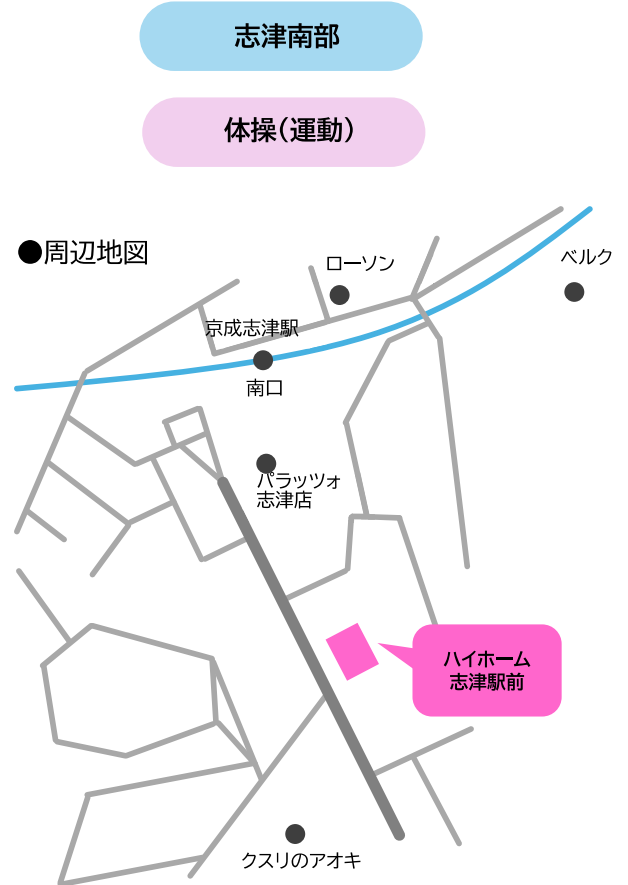 志津南部
体操(運動)
●周辺地図
ローソン
ベルク
京成志津駅
南口
パラッツォ
志津店
ハイホーム
志津駅前
クスリのアオキ